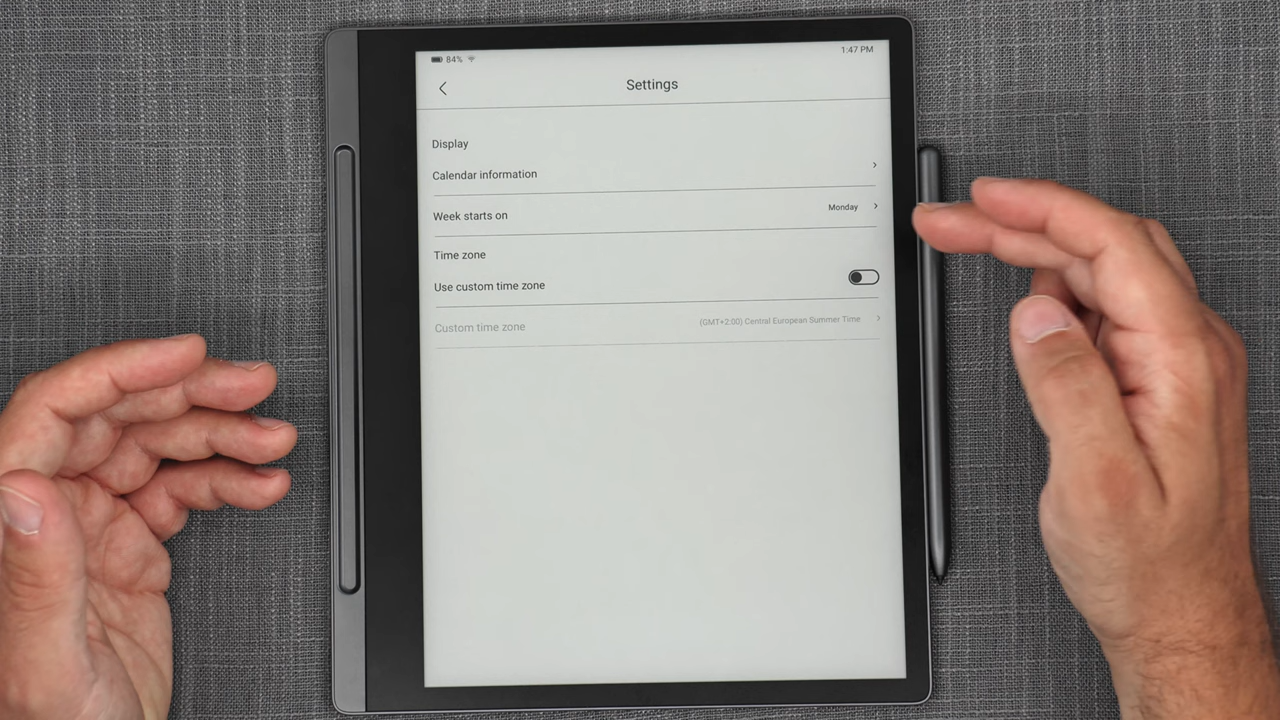 84%
1:47 PM
Settings
Display
Calendar information
Week starts on Monday
Time zone
Use custom time zone
Custom time zone (GMT+2:00) Central European Summer Time